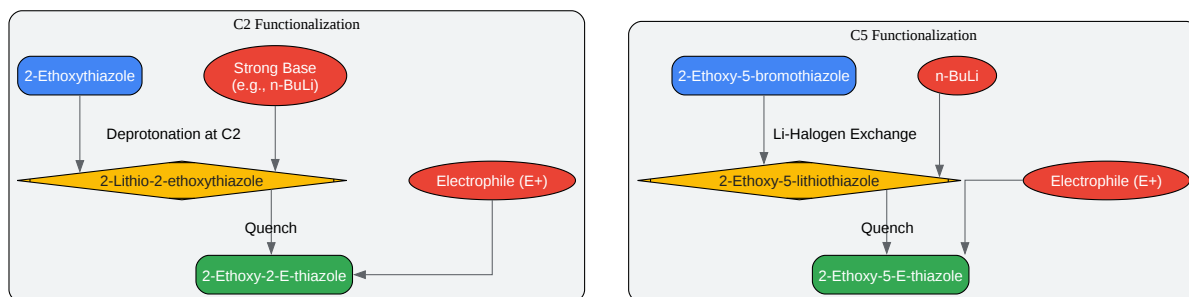 C2 Functionalization
2-Ethoxythiazole
Strong Base
(e.g., n-BuLi)
Deprotonation at C2
2-Lithio-2-ethoxythiazole
Electrophile (E+)
Quench
2-Ethoxy-2-E-thiazole
C5 Functionalization
2-Ethoxy-5-bromothiazole
n-BuLi
Li-Halogen Exchange
2-Ethoxy-5-lithiothiazole
Electrophile (E+)
Quench
2-Ethoxy-5-E-thiazole